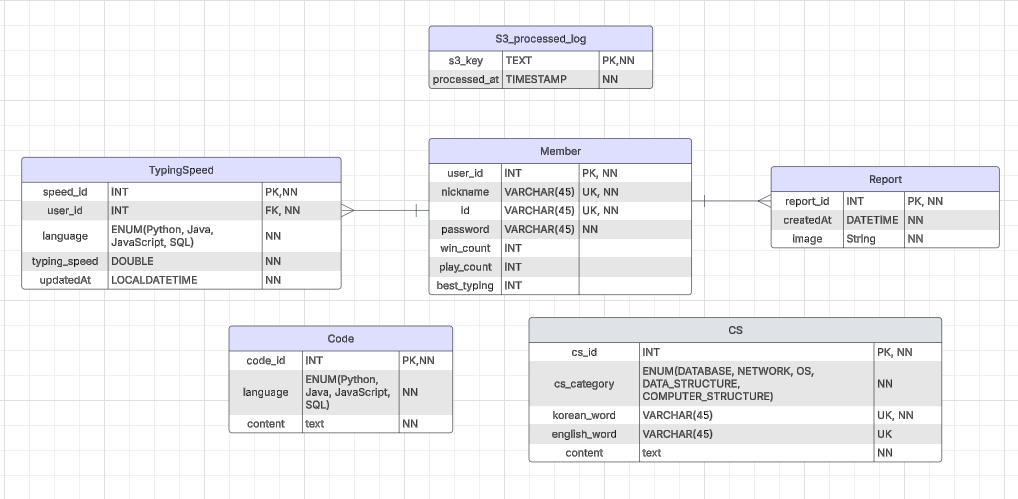 S3_processed_log
s3_key TEXT PK,NN
processed_at TIMESTAMP NN
TypingSpeed
speed_id INT PK,NN
user_id INT FK, NN
language ENUM(Python, Java,
JavaScript, SQL) NN
typing_speed DOUBLE NN
updatedAt LOCALDATETIME NN
Member
user_id INT PK, NN
nickname VARCHAR(45) UK, NN
id VARCHAR(45) UK, NN
password VARCHAR(45) NN
win_count INT
play_count INT
best_typing INT
Report
report_id INT PK, NN
createdAt DATETIME NN
image String NN
Code
code_id INT PK,NN
language ENUM(Python,
Java, JavaScript,
SQL) NN
content text NN
CS
cs_id INT PK, NN
cs_category ENUM(DATABASE, NETWORK, OS,
DATA_STRUCTURE,
COMPUTER_STRUCTURE) NN
korean_word VARCHAR(45) UK, NN
english_word VARCHAR(45) UK
content text NN